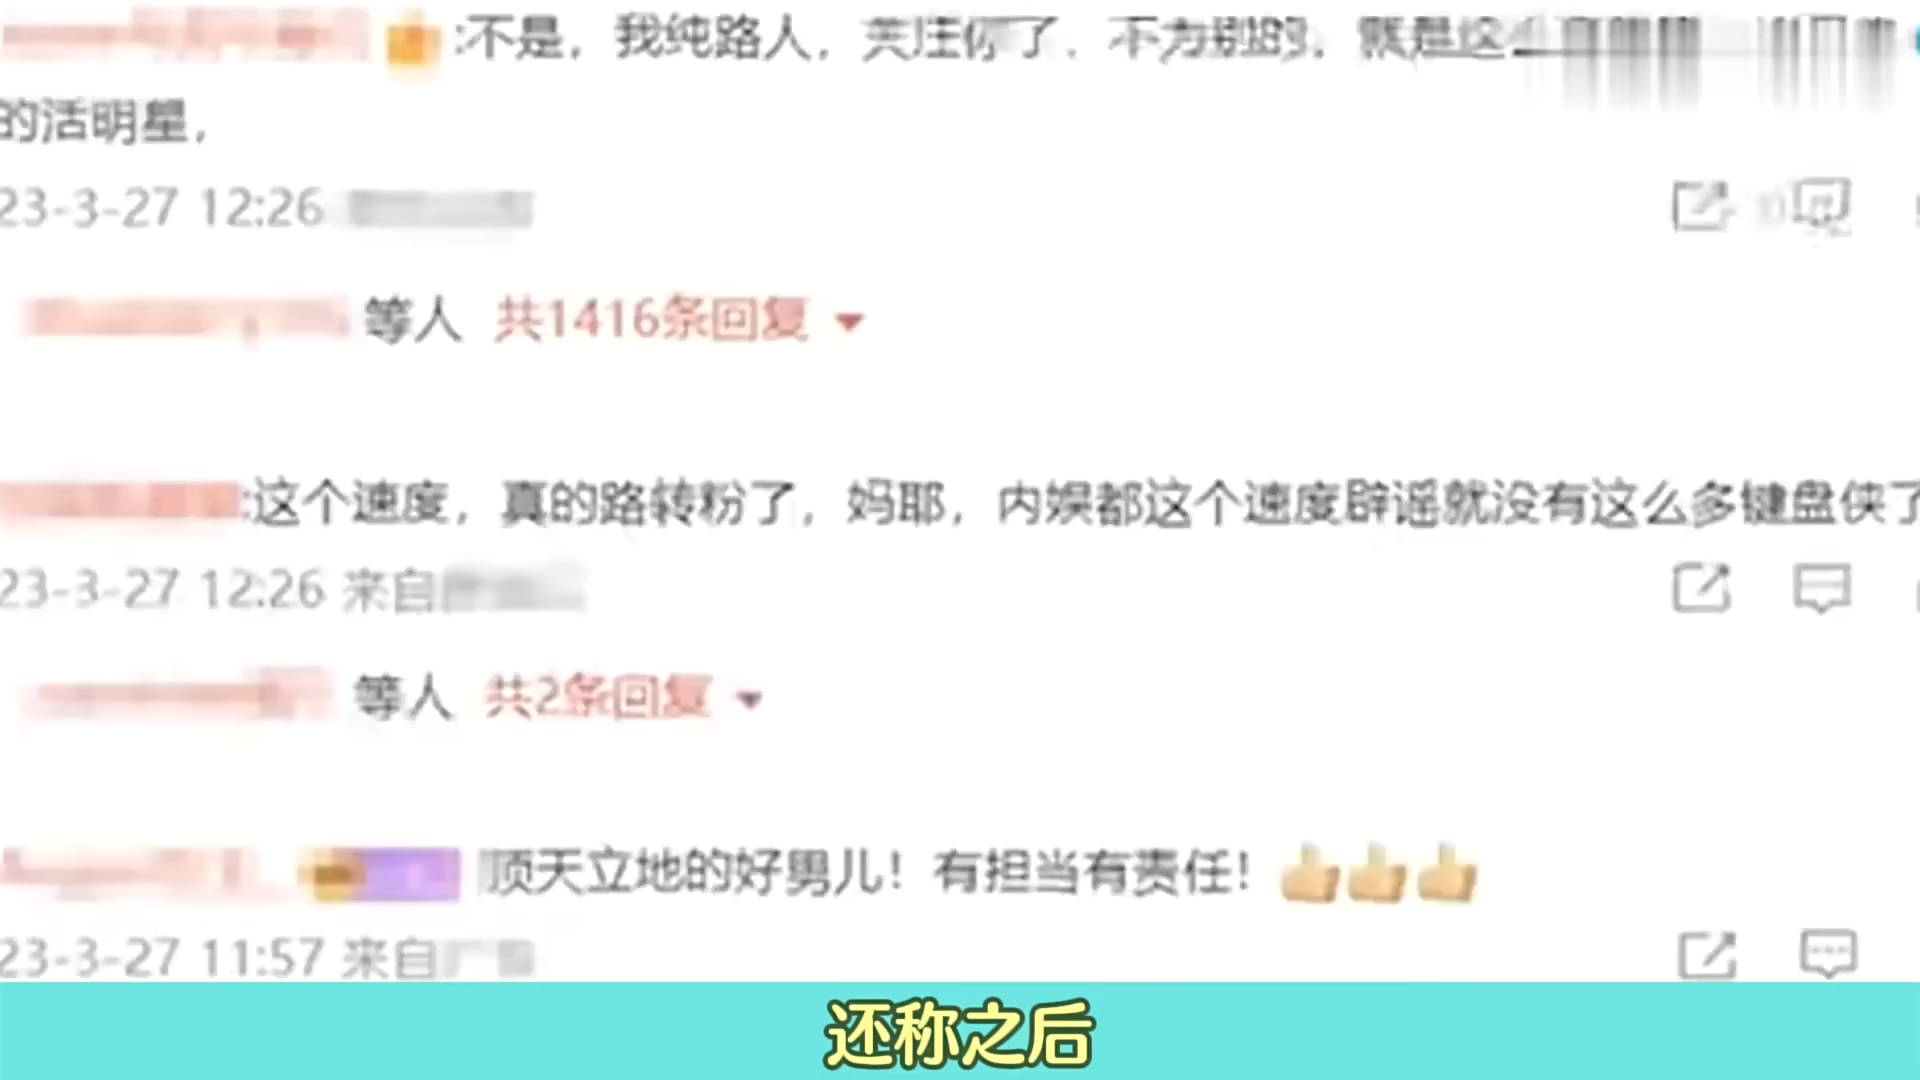 :不是，我纯路人，关注你了，不为别的，就是这
的活明星，
23-3-27 12:26
等人 共1416条回复
:这个速度，真的路转粉了，妈耶，内娱都这个速度辟谣就没有这么多键盘侠了
23-3-27 12:26 来自
等人 共2条回复
顶天立地的好男儿！有担当有责任！👍👍👍
23-3-27 11:57 来自
还称之后